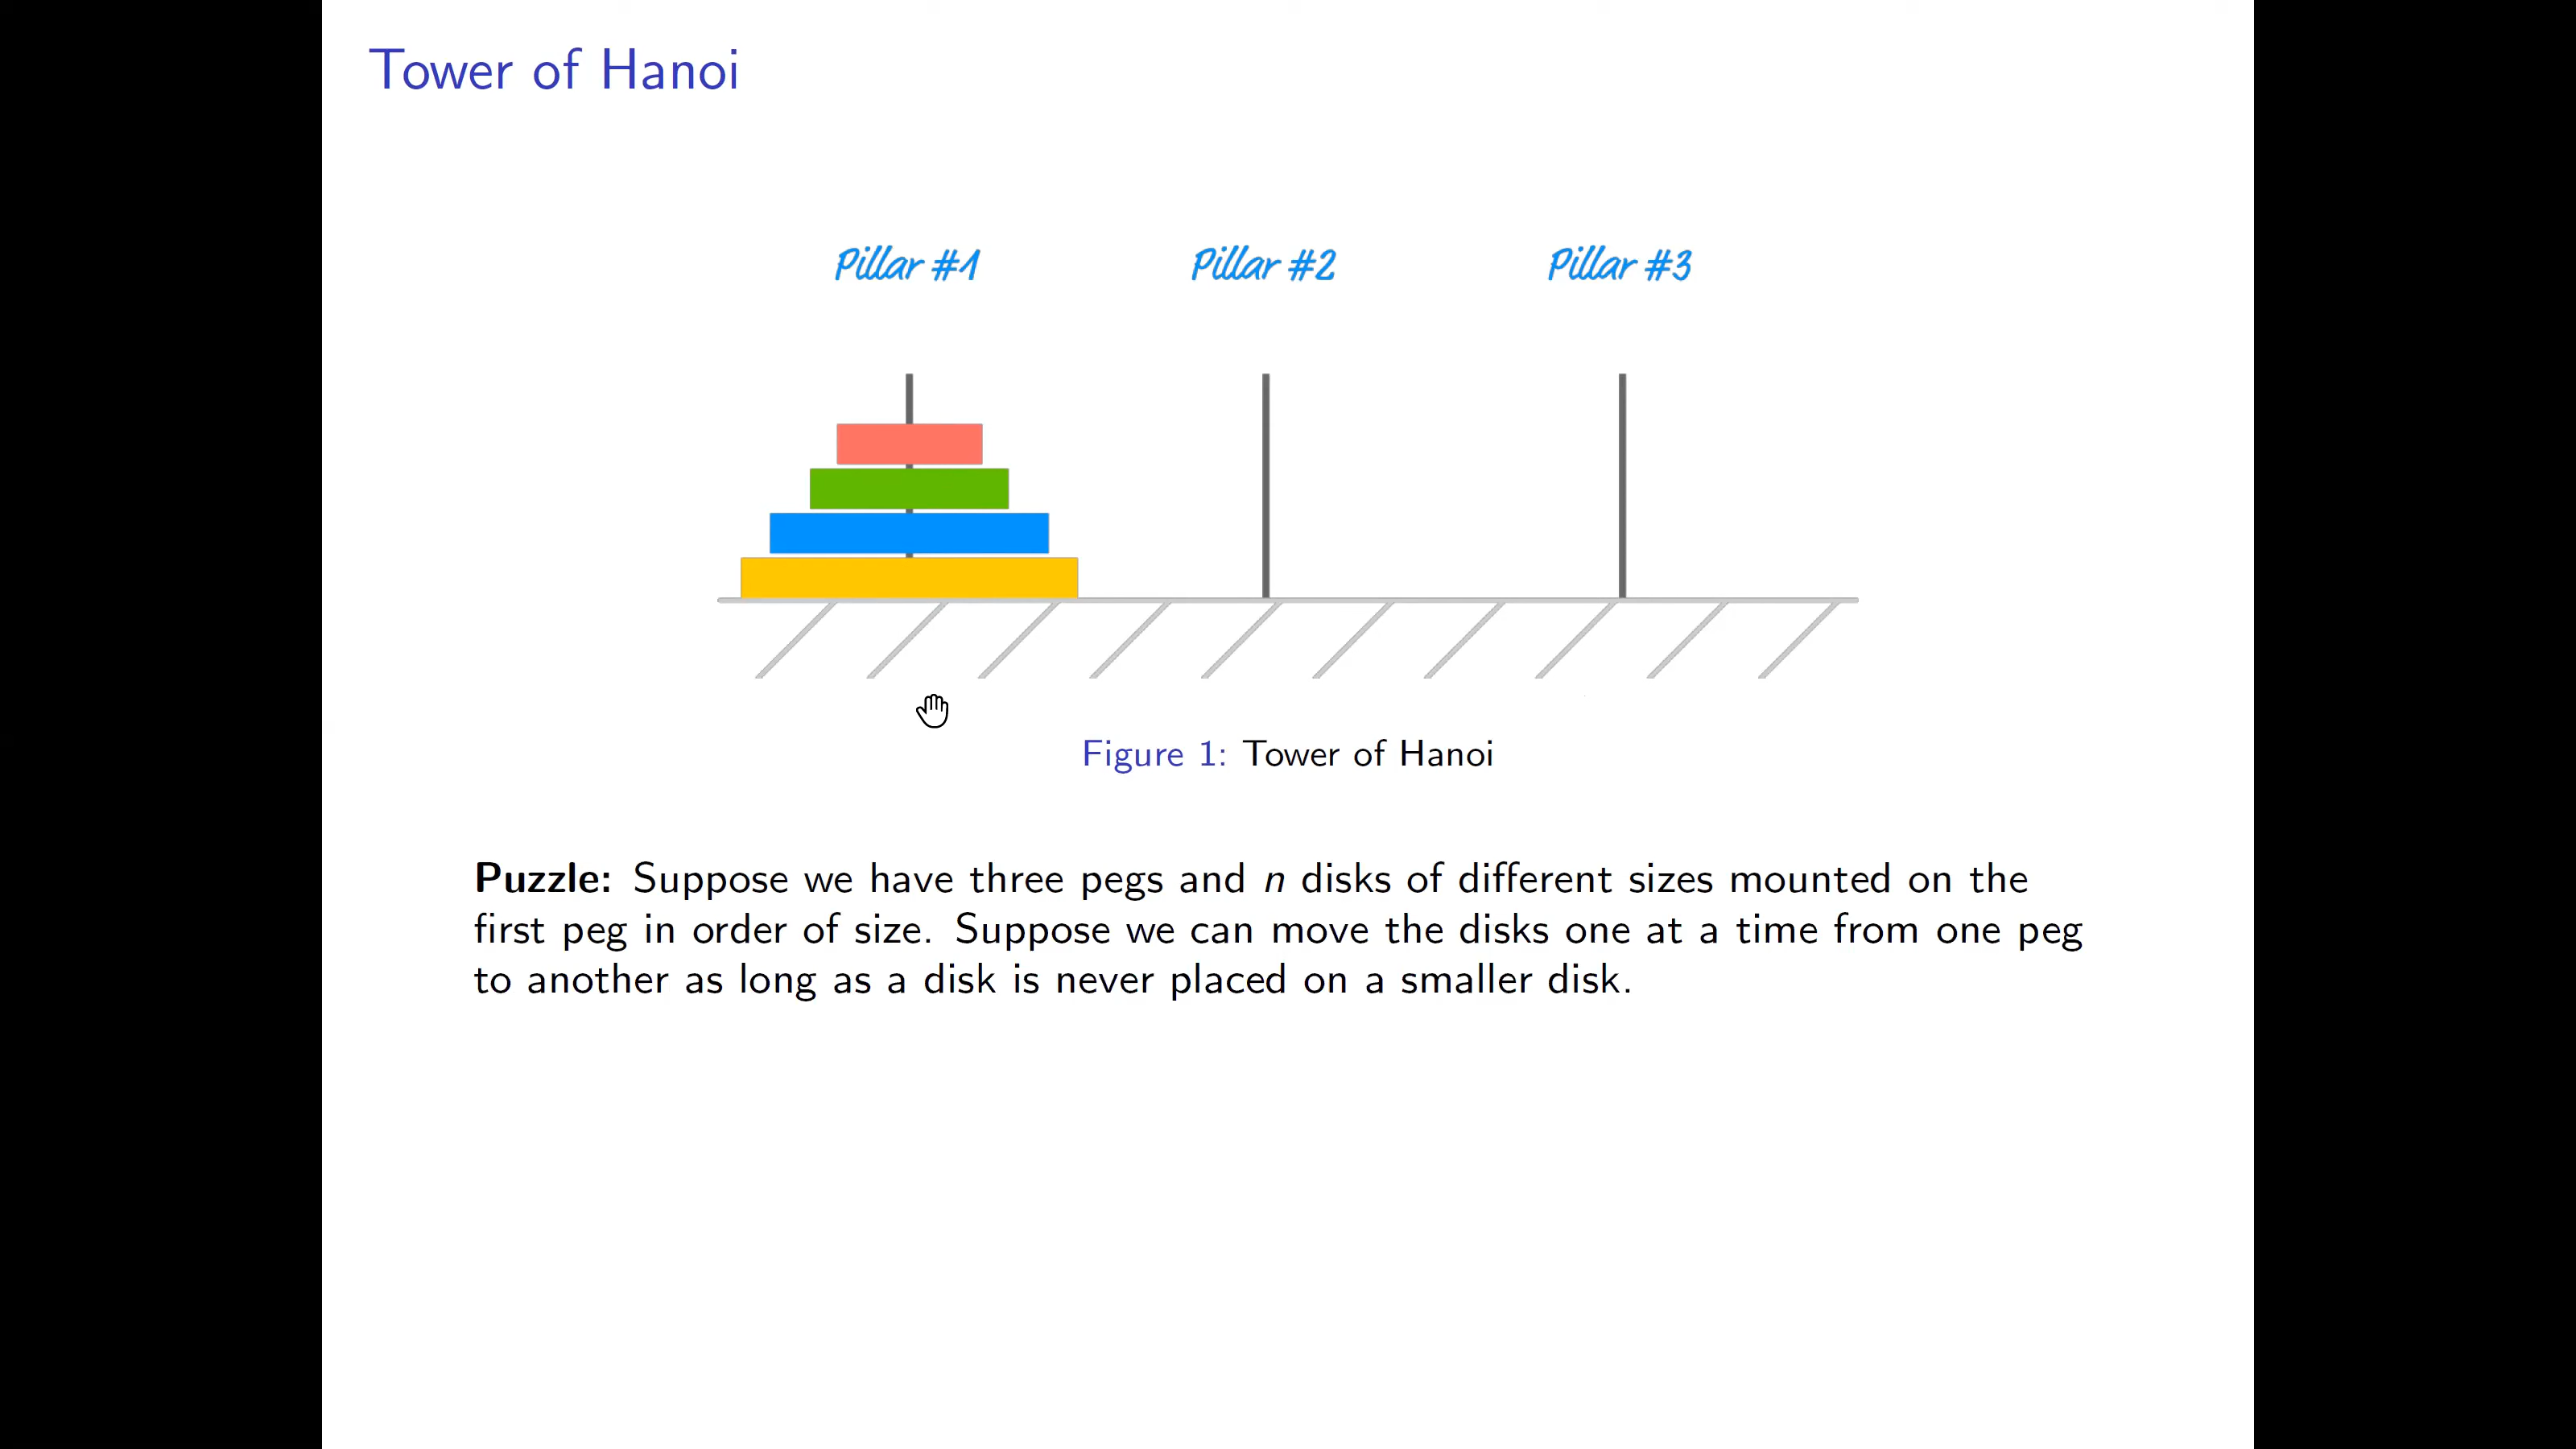 Tower of Hanoi
Pillar #1 Pillar #2 Pillar #3
Figure 1: Tower of Hanoi
Puzzle: Suppose we have three pegs and n disks of different sizes mounted on the
first peg in order of size. Suppose we can move the disks one at a time from one peg
to another as long as a disk is never placed on a smaller disk.